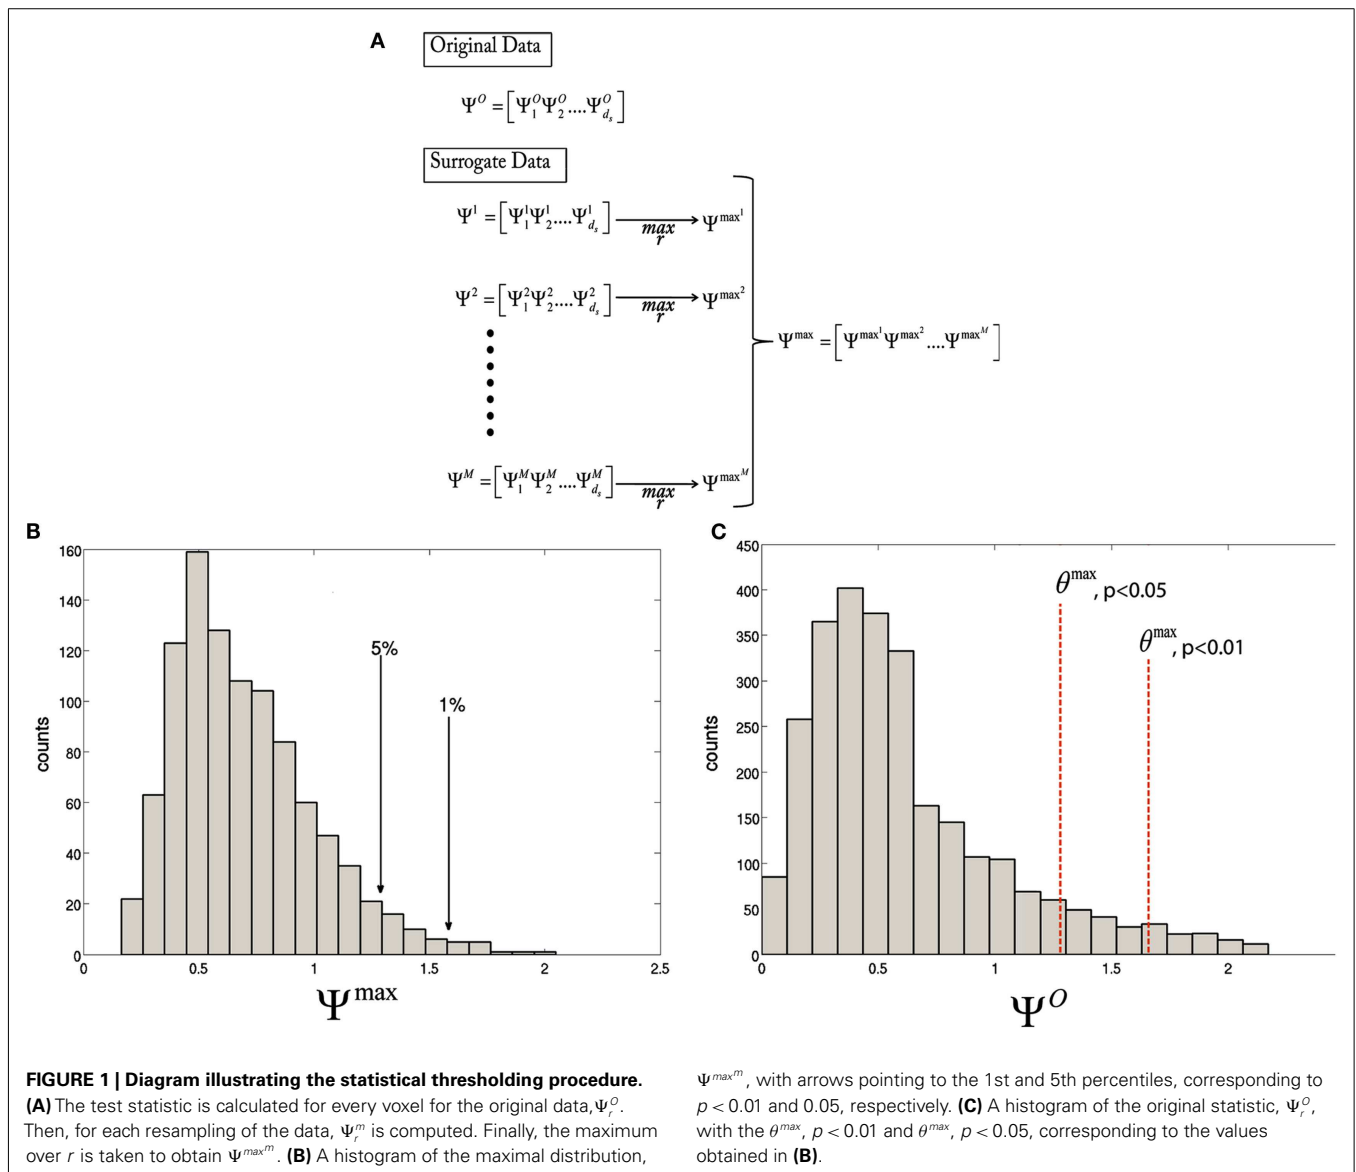 A
Original Data
Ψ^O = [Ψ_1^O Ψ_2^O .... Ψ_{d_s}^O]
Surrogate Data
Ψ^1 = [Ψ_1^1 Ψ_2^1 .... Ψ_{d_s}^1] max r Ψ^{max^1}
Ψ^2 = [Ψ_1^2 Ψ_2^2 .... Ψ_{d_s}^2] max r Ψ^{max^2}
Ψ^max = [Ψ^{max^1} Ψ^{max^2} .... Ψ^{max^M}]
Ψ^M = [Ψ_1^M Ψ_2^M .... Ψ_{d_s}^M] max r Ψ^{max^M}
B
160
140
120
100
80
60
40
20
0
counts
5%
1%
0 0.5 1 1.5 2 2.5
Ψ^max
C
450
400
350
300
250
200
150
100
50
0
counts
θ^max, p<0.05
θ^max, p<0.01
0 0.5 1 1.5 2
Ψ^O
FIGURE 1 | Diagram illustrating the statistical thresholding procedure.
(A) The test statistic is calculated for every voxel for the original data, Ψ_r^O.
Then, for each resampling of the data, Ψ_r^m is computed. Finally, the maximum
over r is taken to obtain Ψ^{max^m}. (B) A histogram of the maximal distribution,
Ψ^{max^m}, with arrows pointing to the 1st and 5th percentiles, corresponding to
p < 0.01 and 0.05, respectively. (C) A histogram of the original statistic, Ψ_r^O,
with the θ^max, p < 0.01 and θ^max, p < 0.05, corresponding to the values
obtained in (B).